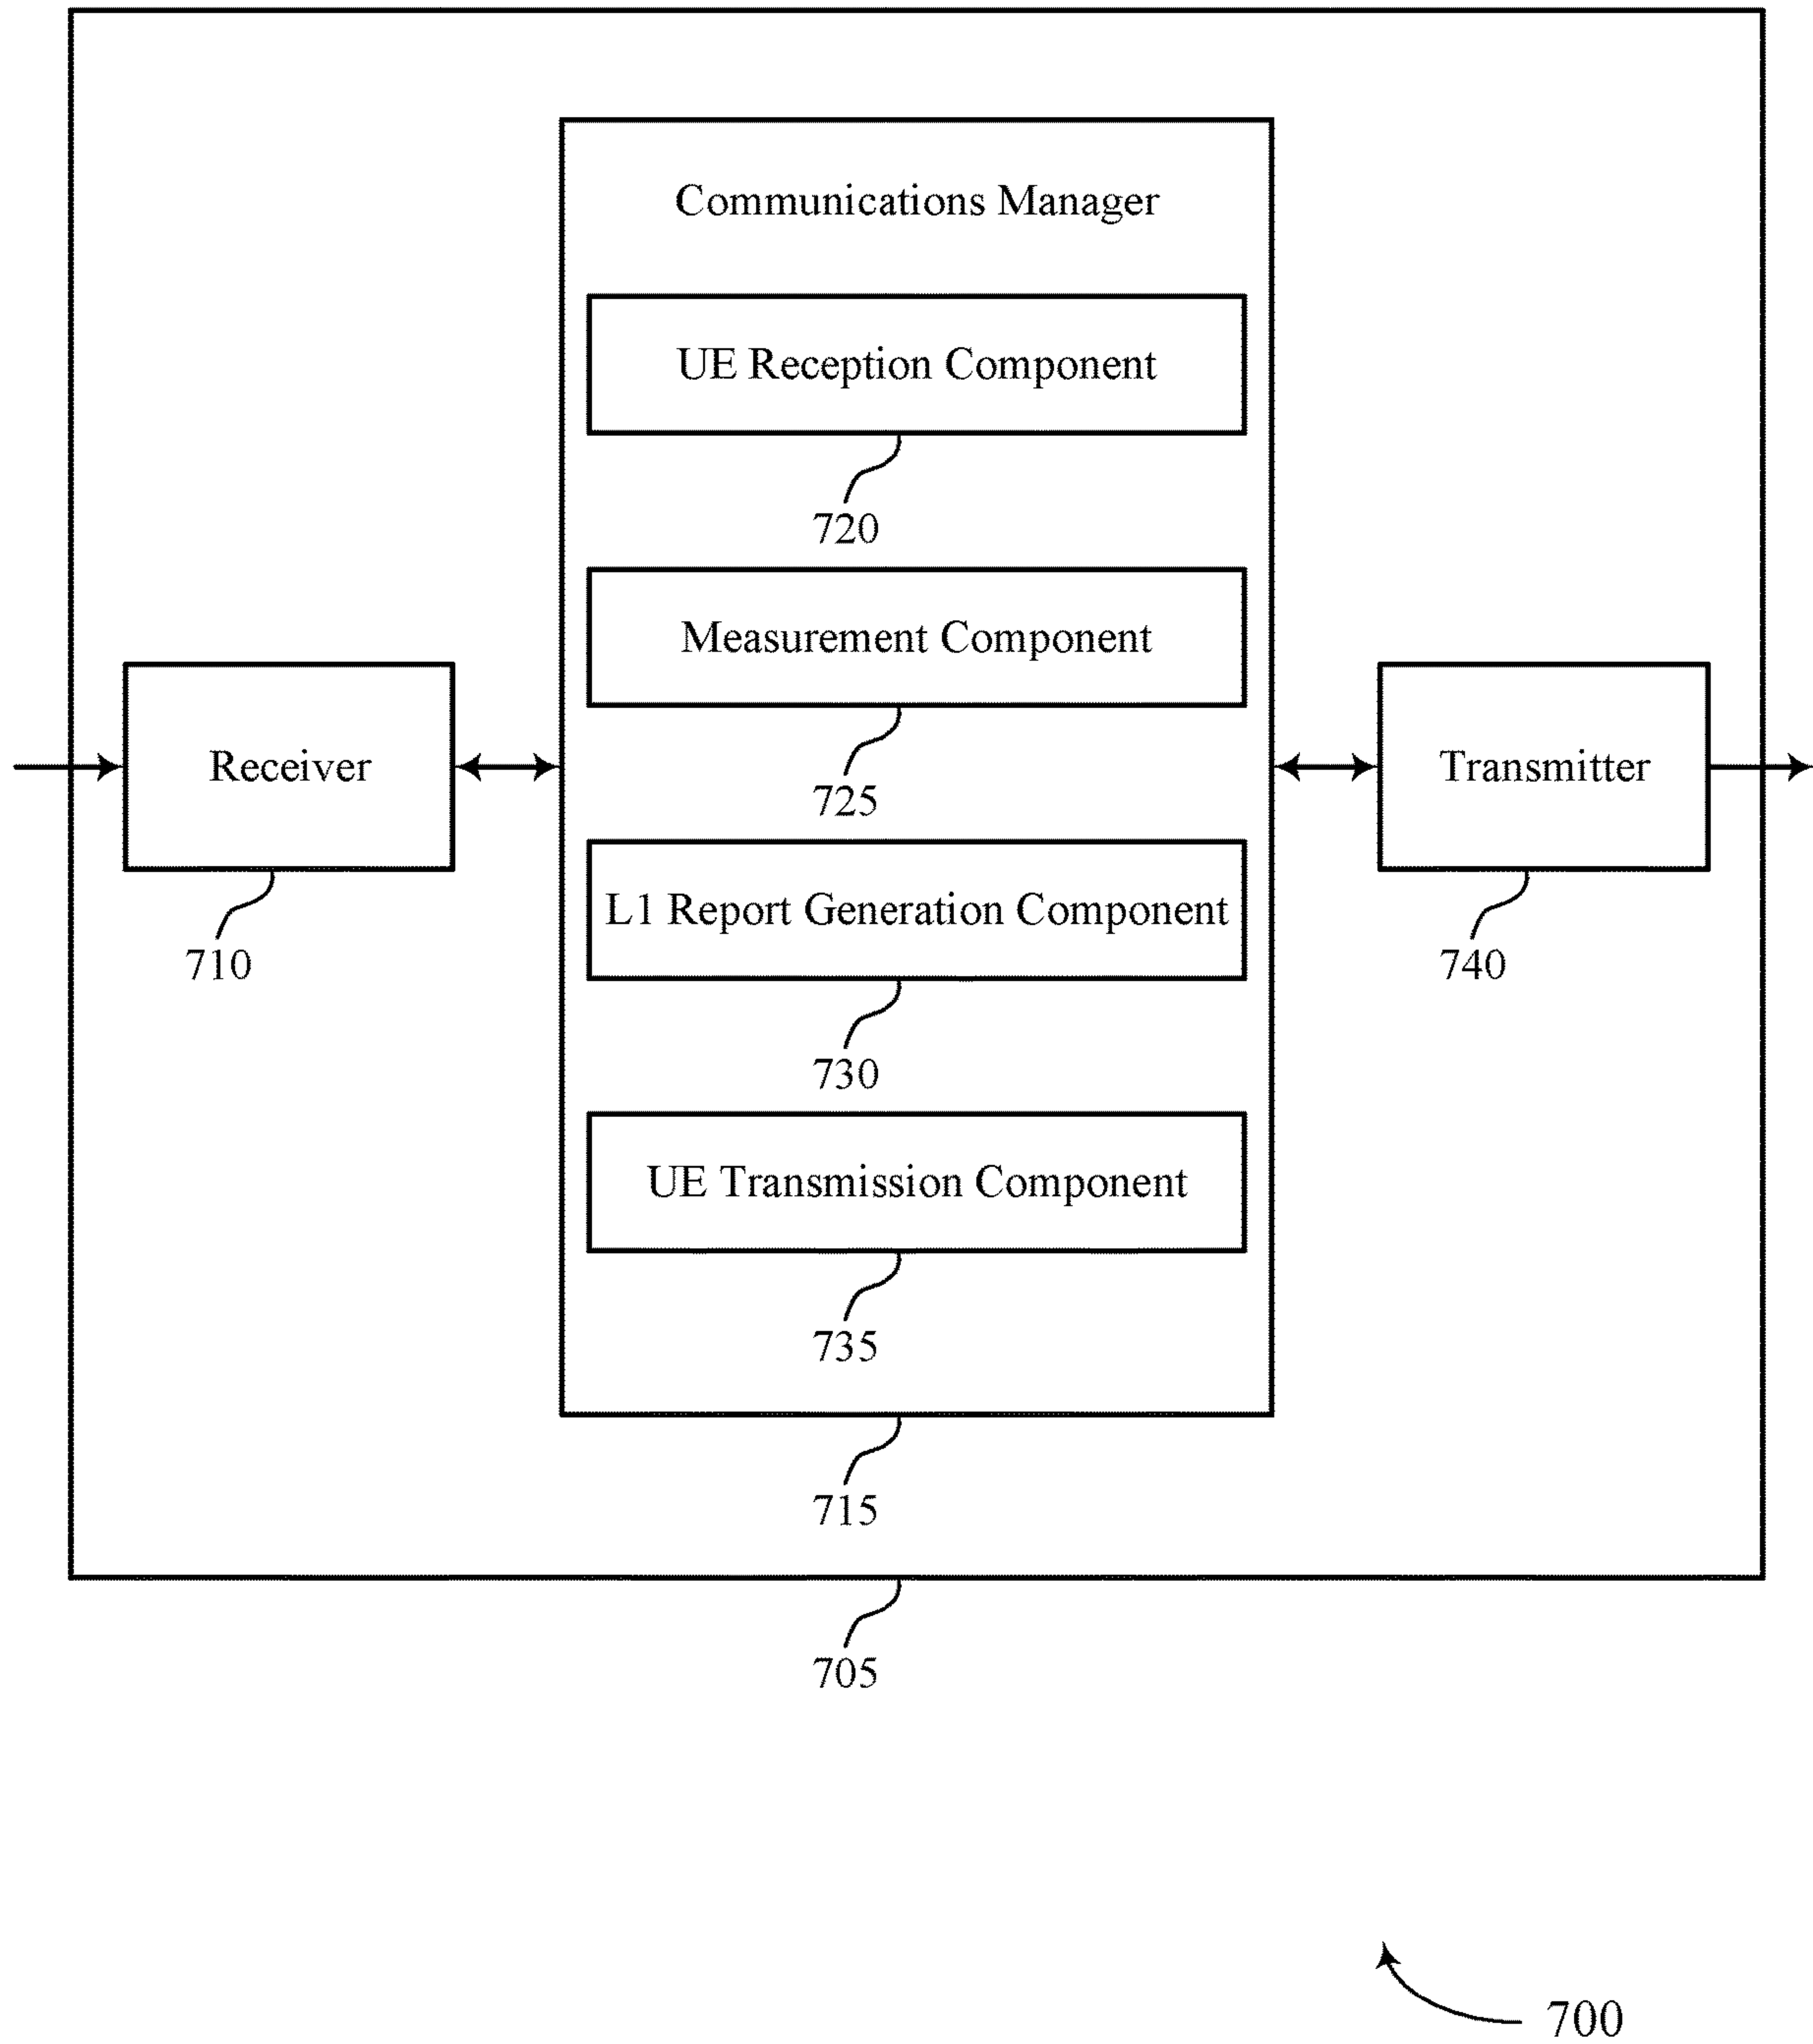 Communications Manager
UE Reception Component
720
Measurement Component
725
Receiver
710
Transmitter
740
L1 Report Generation Component
730
UE Transmission Component
735
715
705
700